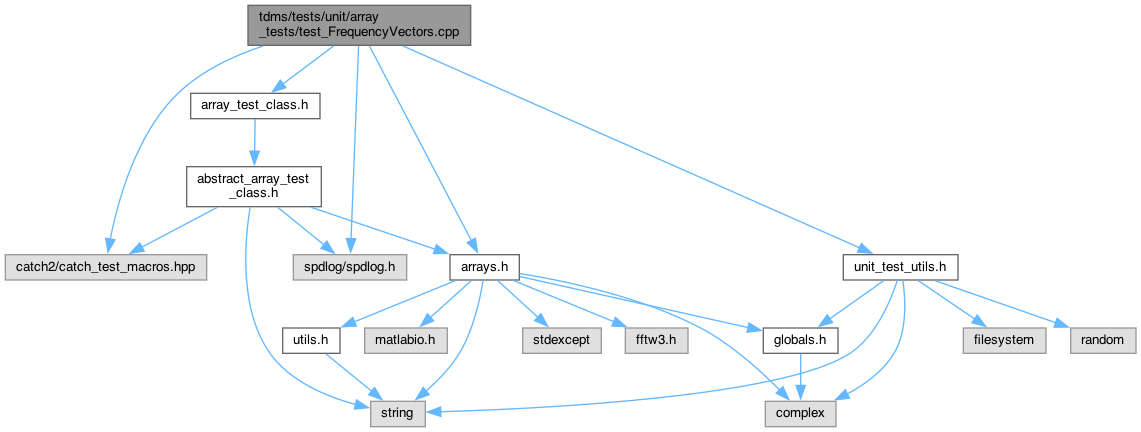 tdms/tests/unit/array
_tests/test_FrequencyVectors.cpp
array_test_class.h
abstract_array_test
_class.h
catch2/catch_test_macros.hpp
spdlog/spdlog.h
arrays.h
unit_test_utils.h
utils.h
matlabio.h
stdexcept
fftw3.h
globals.h
filesystem
random
string
complex